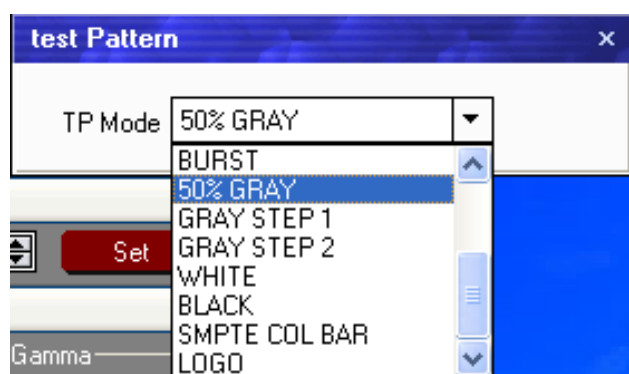 test Pattern
TP Mode 50% GRAY
BURST
50% GRAY
GRAY STEP 1
GRAY STEP 2
Set
WHITE
BLACK
SMPTE COL BAR
Gamma
LOGO